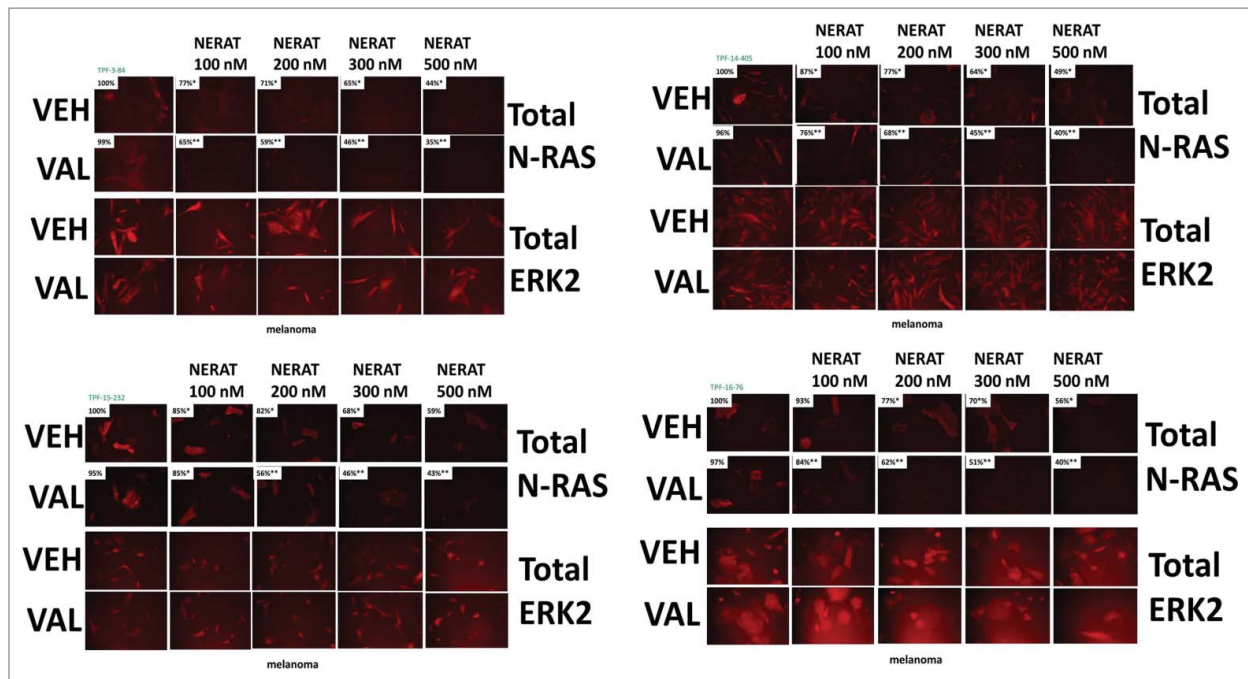 NERAT NERAT NERAT NERAT
100 nM 200 nM 300 nM 500 nM
TPF-3-84
100% 77%* 71%* 65%* 44%*
VEH
99% 65%** 59%** 46%** 35%**
VAL
Total
N-RAS
VEH
VAL
Total
ERK2
melanoma
NERAT NERAT NERAT NERAT
100 nM 200 nM 300 nM 500 nM
TPF-14-405
100% 87%* 77%* 64%* 49%*
VEH
96% 76%** 68%** 45%** 40%**
VAL
Total
N-RAS
VEH
VAL
Total
ERK2
melanoma
NERAT NERAT NERAT NERAT
100 nM 200 nM 300 nM 500 nM
TPF-15-232
100% 85%* 82%* 68%* 59%
VEH
95% 85%* 56%** 46%** 43%**
VAL
Total
N-RAS
VEH
VAL
Total
ERK2
melanoma
NERAT NERAT NERAT NERAT
100 nM 200 nM 300 nM 500 nM
TPF-16-76
100% 93% 77%* 70*% 56%*
VEH
97% 84%** 62%** 51%** 40%**
VAL
Total
N-RAS
VEH
VAL
Total
ERK2
melanoma